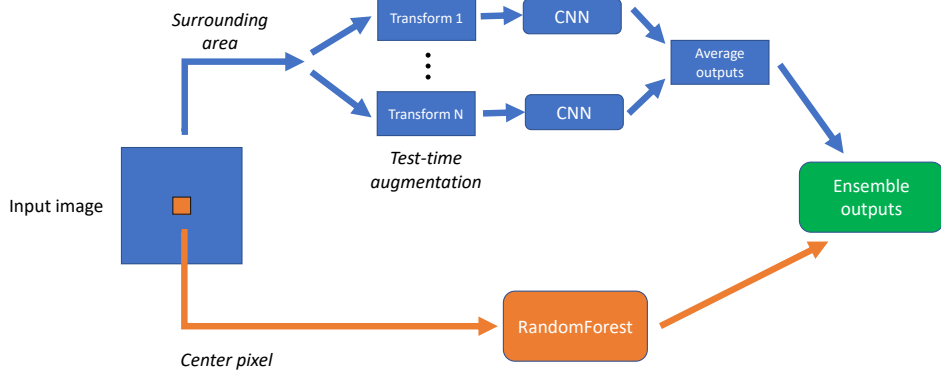 Surrounding
area
Transform 1
CNN
Average
outputs
Transform N
CNN
Test-time
augmentation
Input image
Ensemble
outputs
RandomForest
Center pixel